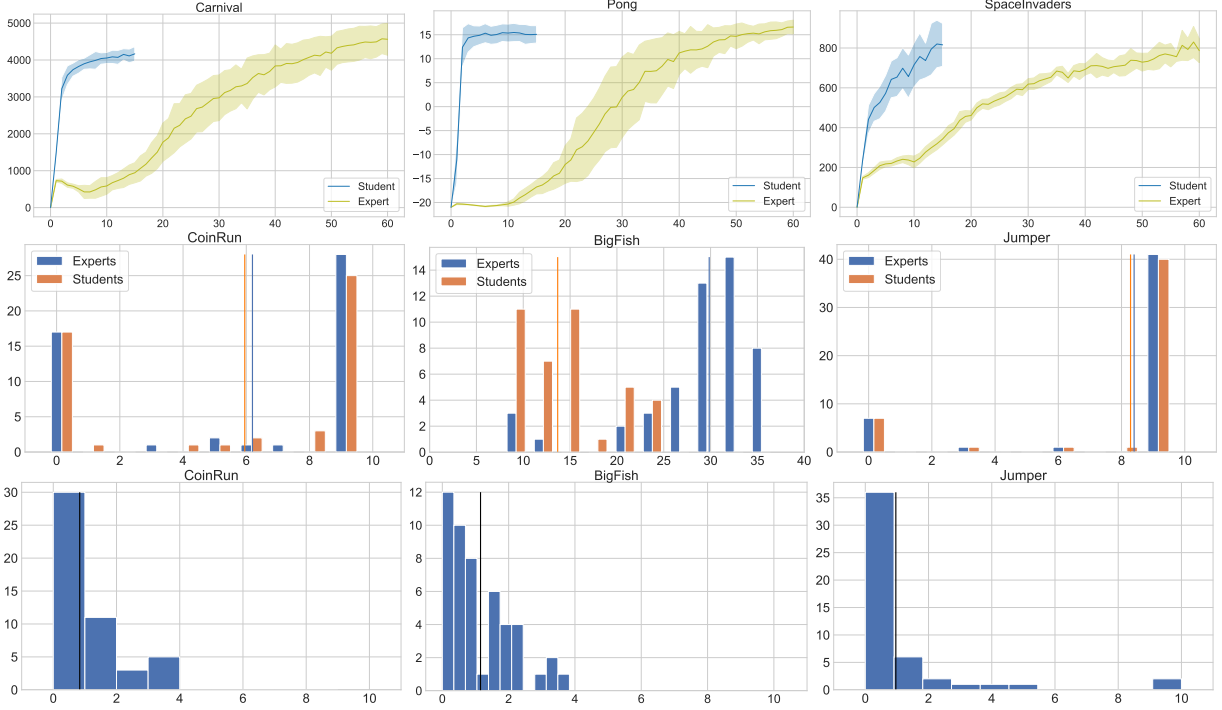 Carnival
5000
4000
3000
2000
1000
0
0 10 20 30 40 50 60
Student
Expert
Pong
15
10
5
0
−5
−10
−15
−20
0 10 20 30 40 50 60
Student
Expert
SpaceInvaders
800
600
400
200
0
0 10 20 30 40 50 60
Student
Expert
CoinRun
Experts
Students
25
20
15
10
5
0
0 2 4 6 8 10
BigFish
Experts
Students
14
12
10
8
6
4
2
0
0 5 10 15 20 25 30 35 40
Jumper
Experts
Students
40
30
20
10
0
0 2 4 6 8 10
CoinRun
30
25
20
15
10
5
0
0 2 4 6 8 10
BigFish
12
10
8
6
4
2
0
0 2 4 6 8 10
Jumper
35
30
25
20
15
10
5
0
0 2 4 6 8 10